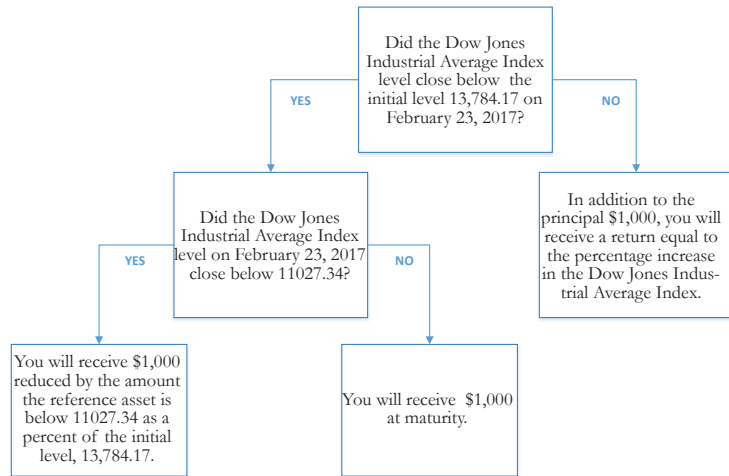 Did the Dow Jones
Industrial Average Index
level close below the
initial level 13,784.17 on
February 23, 2017?
YES
NO
Did the Dow Jones
Industrial Average Index
level on February 23, 2017
close below 11027.34?
In addition to the
principal $1,000, you will
receive a return equal to
the percentage increase
in the Dow Jones Indus-
trial Average Index.
YES
NO
You will receive $1,000
reduced by the amount
the reference asset is
below 11027.34 as a
percent of the initial
level, 13,784.17.
You will receive $1,000
at maturity.